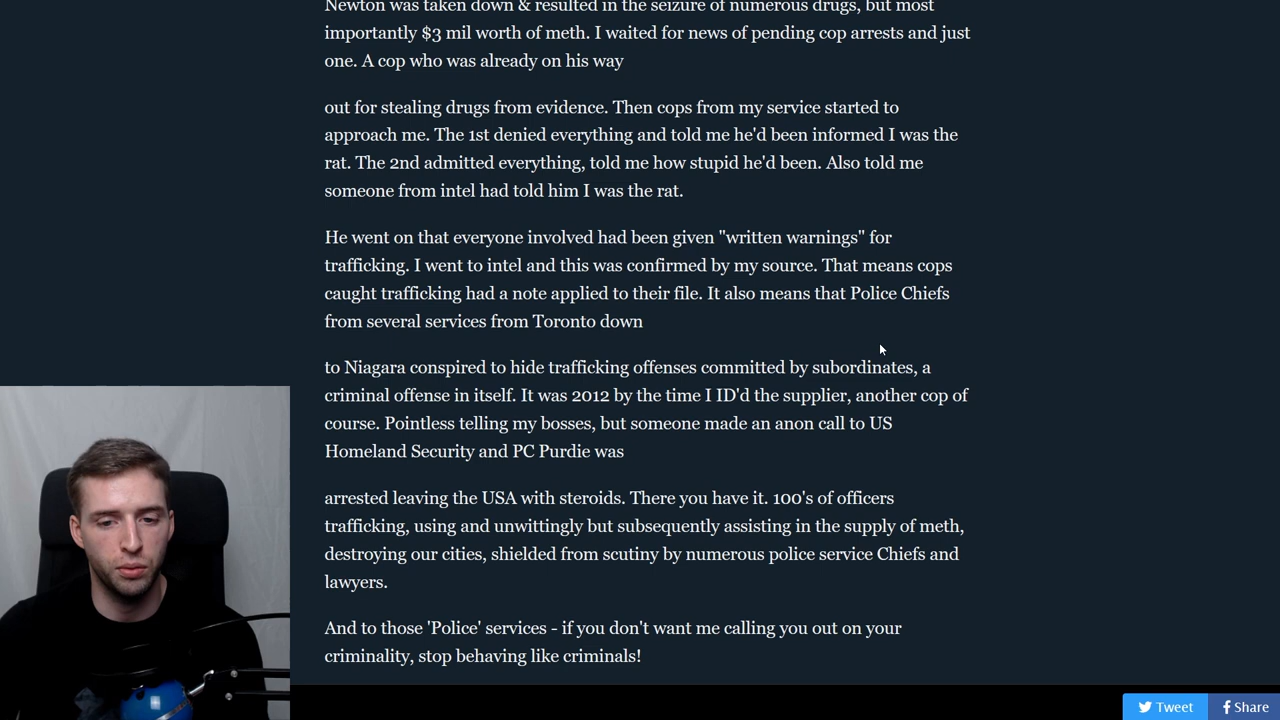 Newton was taken down & resulted in the seizure of numerous drugs, but most
importantly $3 mil worth of meth. I waited for news of pending cop arrests and just
one. A cop who was already on his way
out for stealing drugs from evidence. Then cops from my service started to
approach me. The 1st denied everything and told me he'd been informed I was the
rat. The 2nd admitted everything, told me how stupid he'd been. Also told me
someone from intel had told him I was the rat.
He went on that everyone involved had been given "written warnings" for
trafficking. I went to intel and this was confirmed by my source. That means cops
caught trafficking had a note applied to their file. It also means that Police Chiefs
from several services from Toronto down
to Niagara conspired to hide trafficking offenses committed by subordinates, a
criminal offense in itself. It was 2012 by the time I ID'd the supplier, another cop of
course. Pointless telling my bosses, but someone made an anon call to US
Homeland Security and PC Purdie was
arrested leaving the USA with steroids. There you have it. 100's of officers
trafficking, using and unwittingly but subsequently assisting in the supply of meth,
destroying our cities, shielded from scutiny by numerous police service Chiefs and
lawyers.
And to those 'Police' services - if you don't want me calling you out on your
criminality, stop behaving like criminals!
Tweet
Share